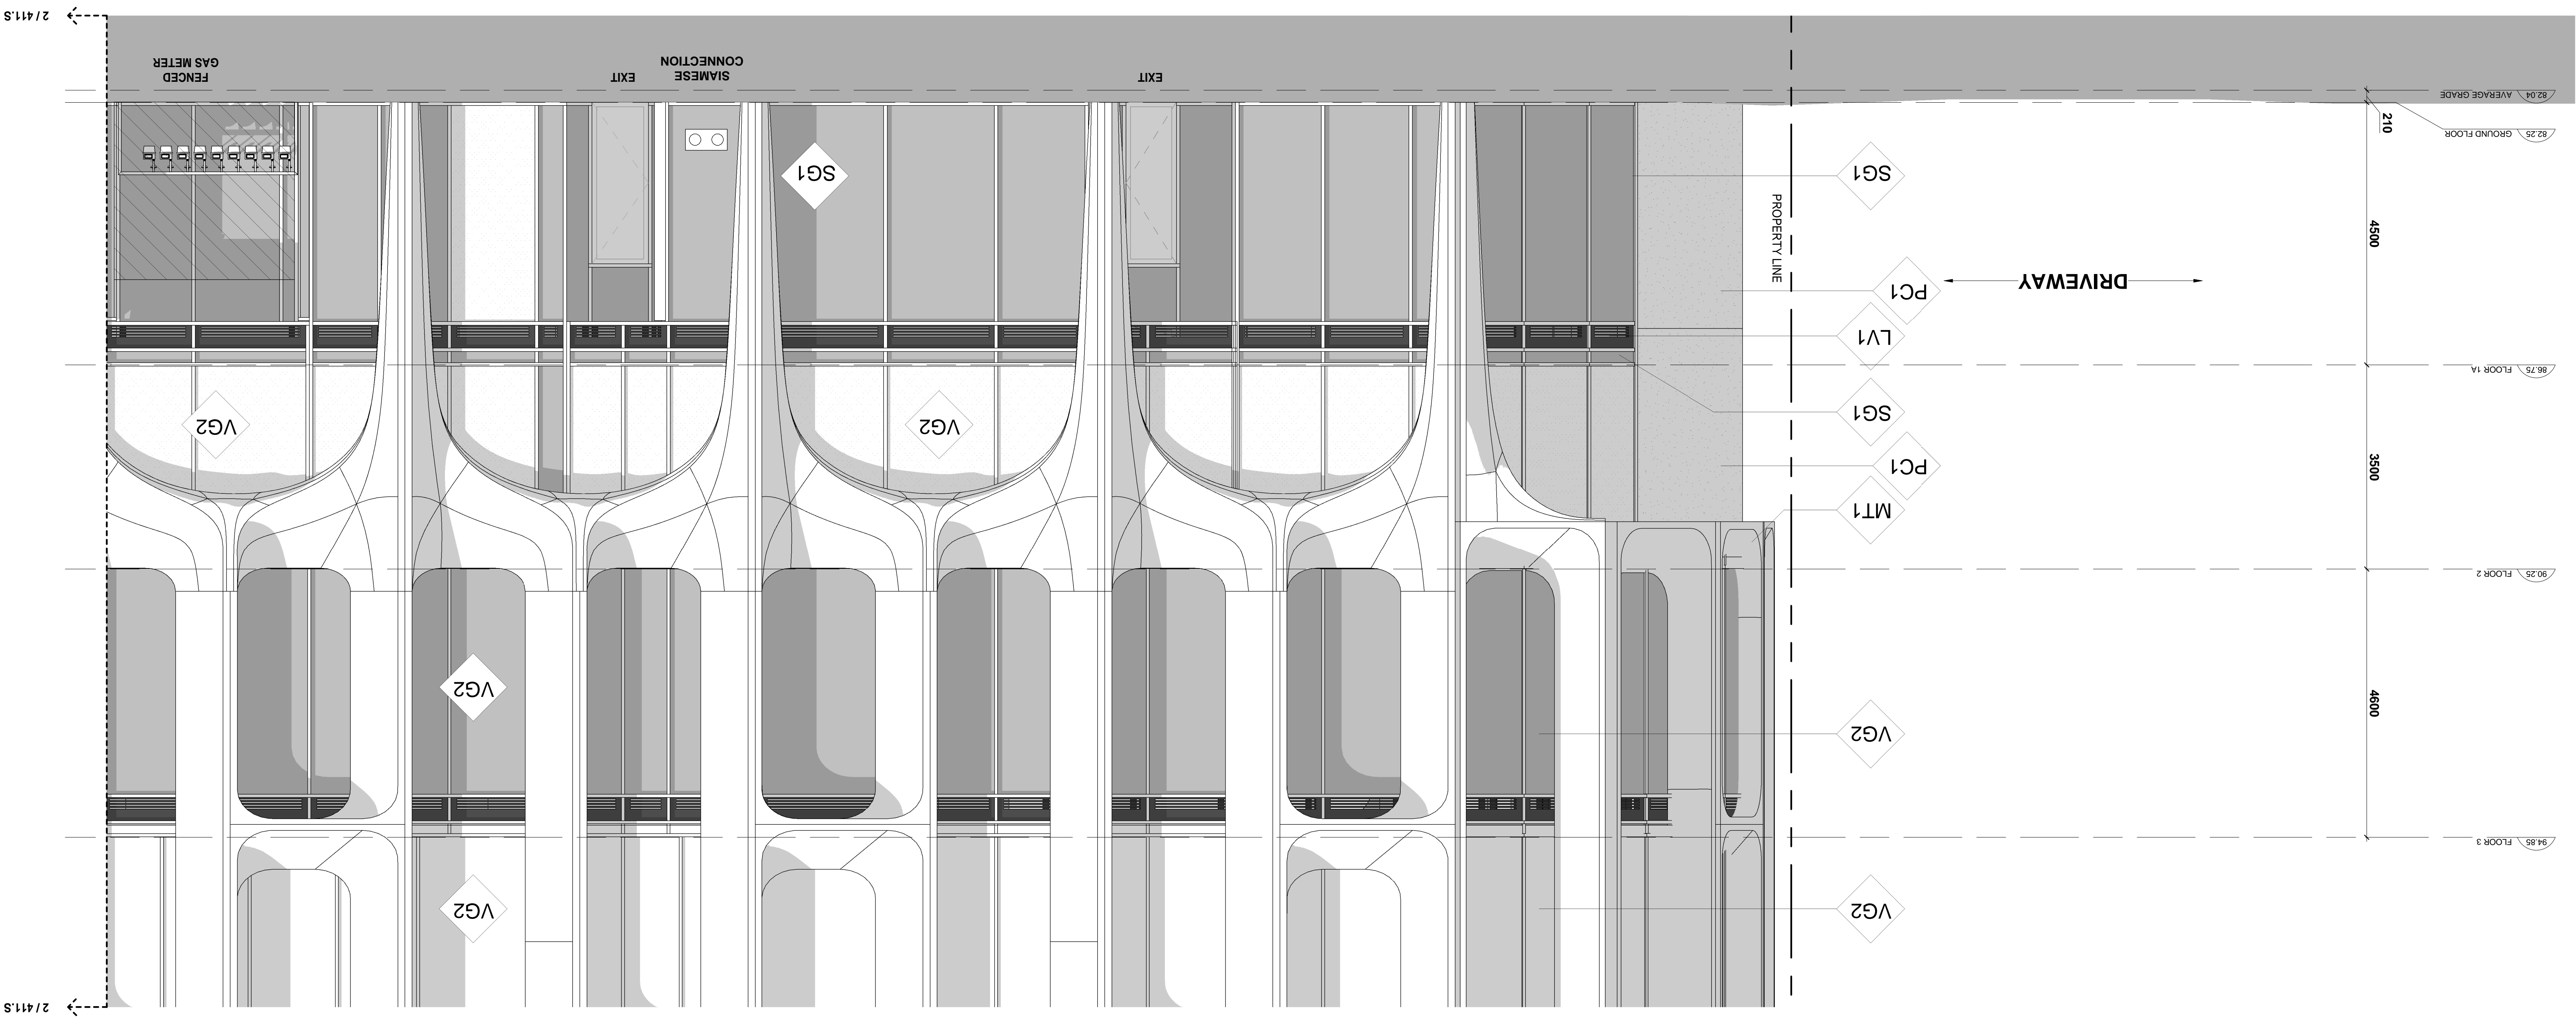 2 / 411.S
VG2
VG2
94.85 FLOOR 3
4600
VG2
VG2
90.25 FLOOR 2
MT1
3500
PC1
SG1
VG2
VG2
86.75 FLOOR 1A
LV1
PC1
DRIVEWAY
4500
PROPERTY LINE
SG1
SG1
82.25 GROUND FLOOR
210
82.04 AVERAGE GRADE
EXIT
SIAMESE
CONNECTION
EXIT
FENCED
GAS METER
2 / 411.S